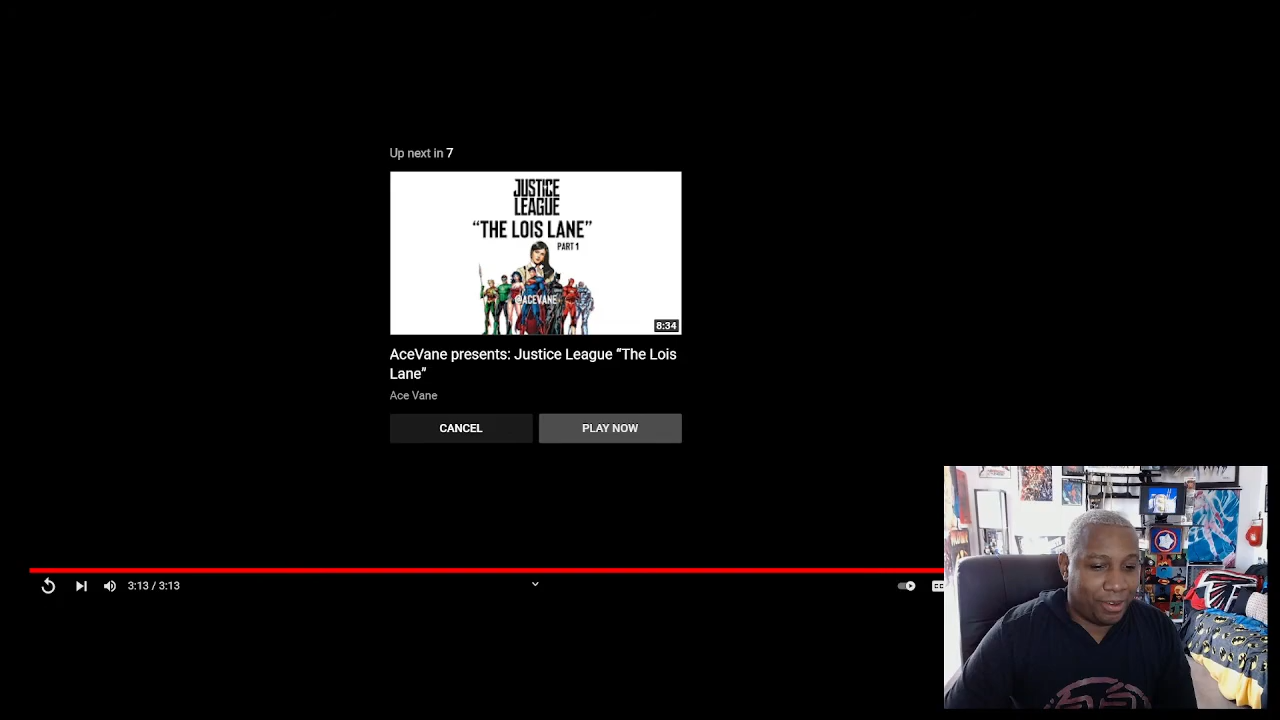 Up next in 7
JUSTICE
LEAGUE
“THE LOIS LANE”
PART 1
@ACEVANE
8:34
AceVane presents: Justice League “The Lois
Lane”
Ace Vane
CANCEL
PLAY NOW
3:13 / 3:13